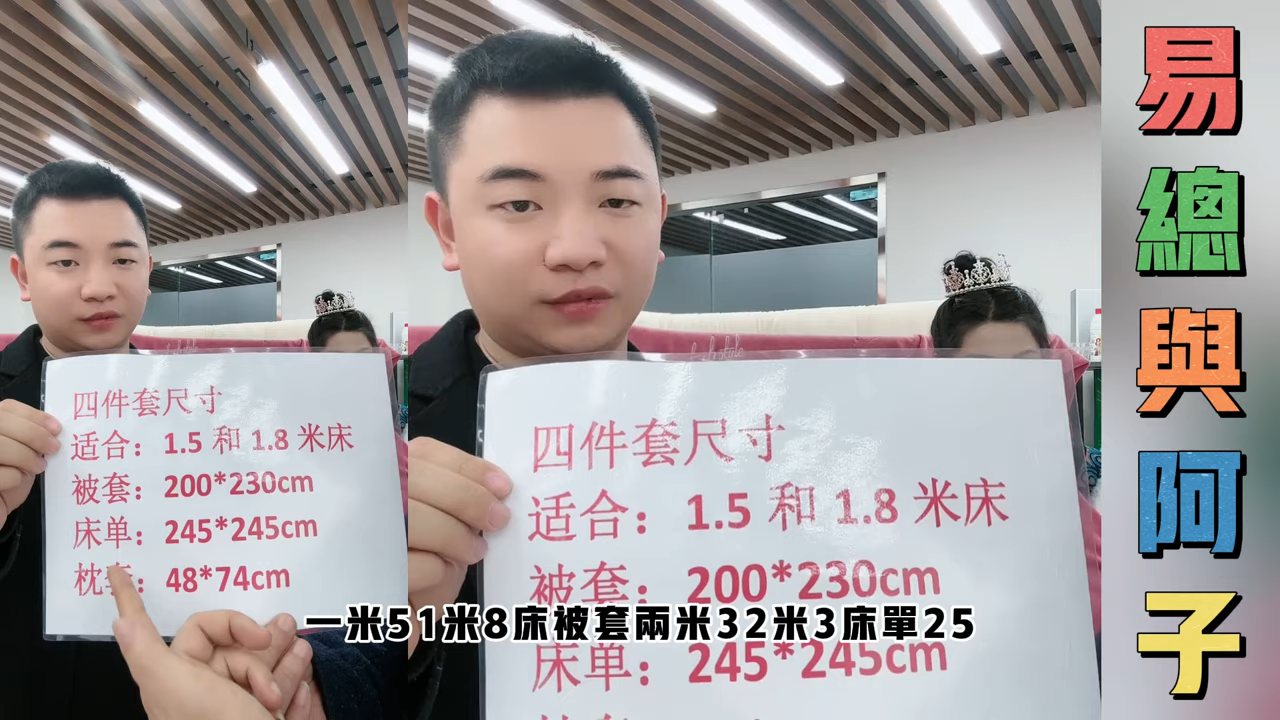 四件套尺寸
适合：1.5 和 1.8 米床
被套：200*230cm
床单：245*245cm
枕套：48*74cm
四件套尺寸
适合：1.5 和 1.8 米床
被套：200*230cm
床单：245*245cm
一米51米8床被套兩米32米3床單25
易總與阿子